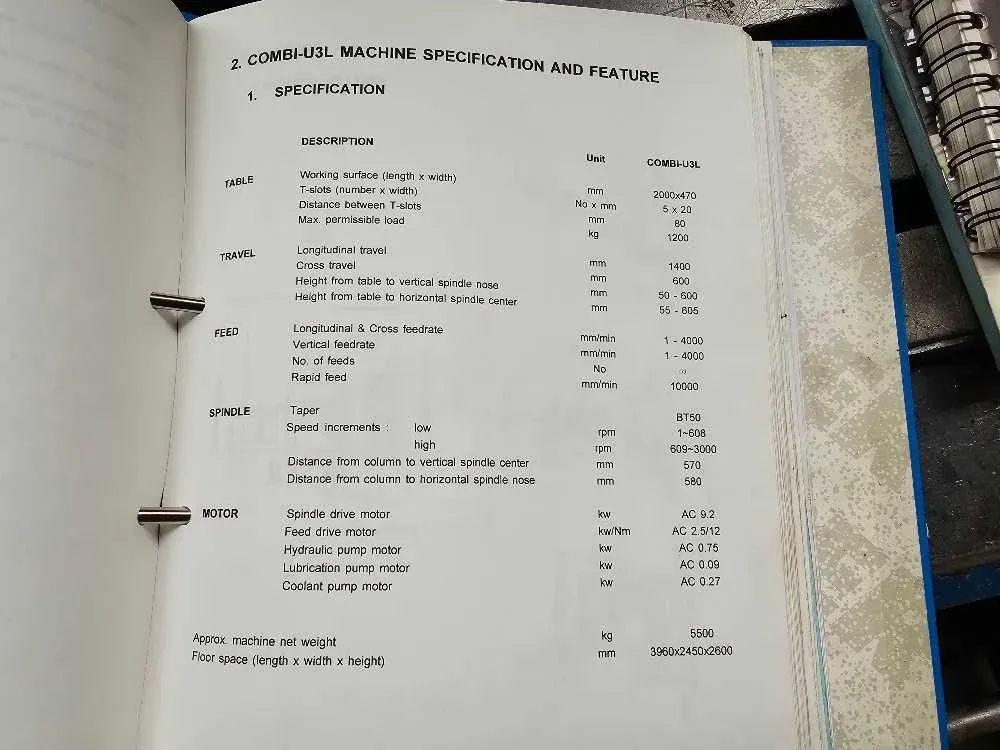 2. COMBI-U3L MACHINE SPECIFICATION AND FEATURE
1. SPECIFICATION
DESCRIPTION Unit COMBI-U3L
TABLE Working surface (length x width) mm 2000x470
T-slots (number x width) No x mm 5 x 20
Distance between T-slots mm 80
Max. permissible load kg 1200
TRAVEL Longitudinal travel mm 1400
Cross travel mm 600
Height from table to vertical spindle nose mm 50 - 600
Height from table to horizontal spindle center mm 55 - 605
FEED Longitudinal & Cross feedrate mm/min 1 - 4000
Vertical feedrate mm/min 1 - 4000
No. of feeds No ∞
Rapid feed mm/min 10000
SPINDLE Taper BT50
Speed increments : low rpm 1~608
high rpm 609~3000
Distance from column to vertical spindle center mm 570
Distance from column to horizontal spindle nose mm 580
MOTOR Spindle drive motor kw AC 9.2
Feed drive motor kw/Nm AC 2.5/12
Hydraulic pump motor kw AC 0.75
Lubrication pump motor kw AC 0.09
Coolant pump motor kw AC 0.27
Approx. machine net weight kg 5500
Floor space (length x width x height) mm 3960x2450x2600